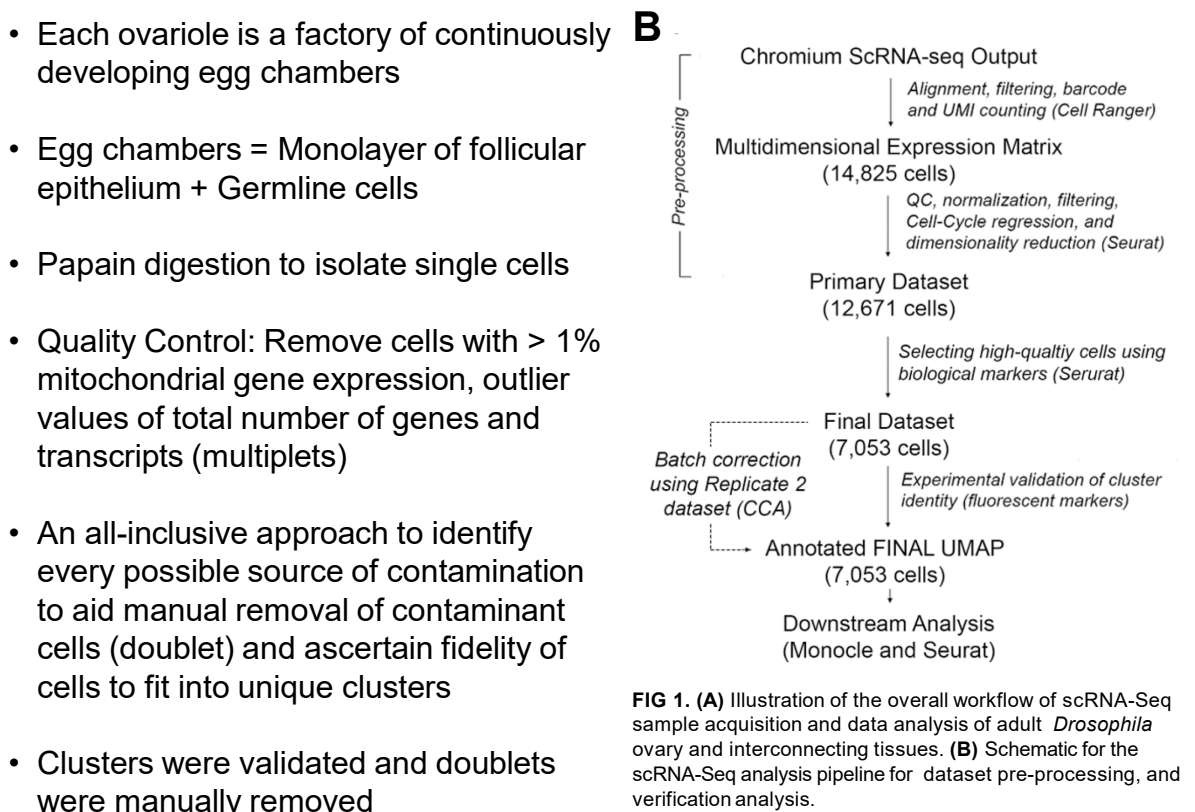 • Each ovariole is a factory of continuously
developing egg chambers
• Egg chambers = Monolayer of follicular
epithelium + Germline cells
• Papain digestion to isolate single cells
• Quality Control: Remove cells with > 1%
mitochondrial gene expression, outlier
values of total number of genes and
transcripts (multiplets)
• An all-inclusive approach to identify
every possible source of contamination
to aid manual removal of contaminant
cells (doublet) and ascertain fidelity of
cells to fit into unique clusters
• Clusters were validated and doublets
were manually removed
B
Chromium ScRNA-seq Output
Alignment, filtering, barcode
and UMI counting (Cell Ranger)
Pre-processing
Multidimensional Expression Matrix
(14,825 cells)
QC, normalization, filtering,
Cell-Cycle regression, and
dimensionality reduction (Seurat)
Primary Dataset
(12,671 cells)
Selecting high-qualtiy cells using
biological markers (Serurat)
Final Dataset
(7,053 cells)
Batch correction
using Replicate 2
dataset (CCA)
Experimental validation of cluster
identity (fluorescent markers)
Annotated FINAL UMAP
(7,053 cells)
Downstream Analysis
(Monocle and Seurat)
FIG 1. (A) Illustration of the overall workflow of scRNA-Seq
sample acquisition and data analysis of adult Drosophila
ovary and interconnecting tissues. (B) Schematic for the
scRNA-Seq analysis pipeline for dataset pre-processing, and
verification analysis.